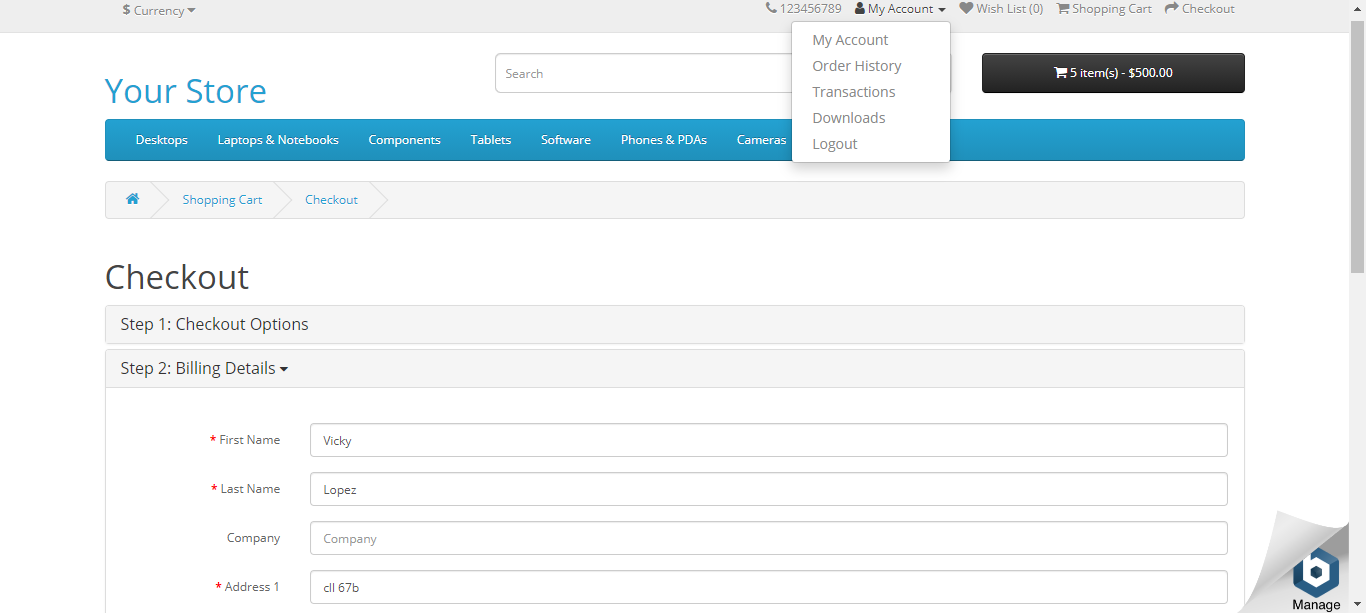 $ Currency 123456789 My Account Wish List (0) Shopping Cart Checkout
My Account
Order History
Transactions
Downloads
Logout
Your Store
Search
5 item(s) - $500.00
Desktops Laptops & Notebooks Components Tablets Software Phones & PDAs Cameras
Shopping Cart Checkout
Checkout
Step 1: Checkout Options
Step 2: Billing Details
* First Name Vicky
* Last Name Lopez
Company Company
* Address 1 cll 67b
b
Manage